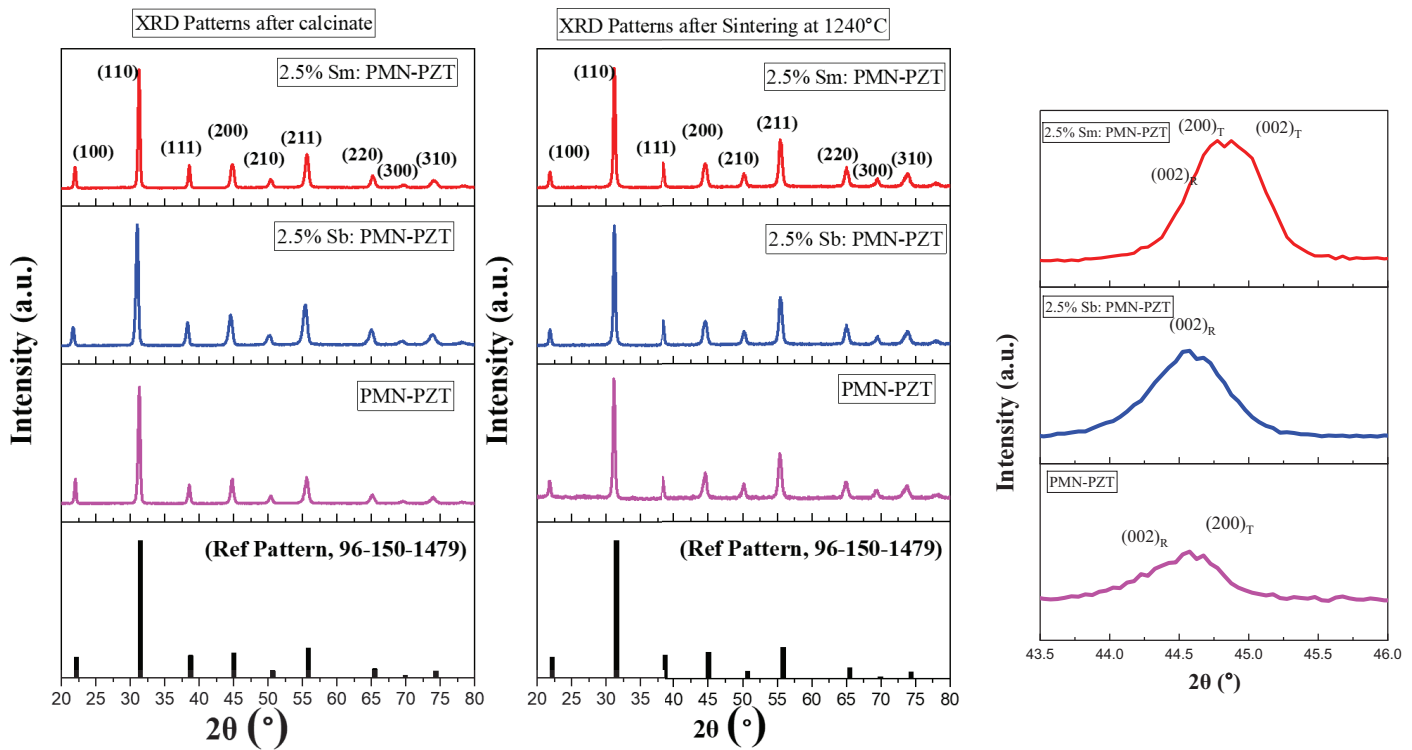 XRD Patterns after calcinate
2.5% Sm: PMN-PZT
(100)
(110)
(111)
(200)
(210)
(211)
(220)
(300)
(310)
2.5% Sb: PMN-PZT
PMN-PZT
(Ref Pattern, 96-150-1479)
Intensity (a.u.)
20 25 30 35 40 45 50 55 60 65 70 75 80
2θ (°)
XRD Patterns after Sintering at 1240°C
2.5% Sm: PMN-PZT
(100)
(110)
(111)
(200)
(210)
(211)
(220)
(300)
(310)
2.5% Sb: PMN-PZT
PMN-PZT
(Ref Pattern, 96-150-1479)
Intensity (a.u.)
20 25 30 35 40 45 50 55 60 65 70 75 80
2θ (°)
2.5% Sm: PMN-PZT
(200)T
(002)T
(002)R
2.5% Sb: PMN-PZT
(002)R
PMN-PZT
(002)R
(200)T
Intensity (a.u.)
43.5 44.0 44.5 45.0 45.5 46.0
2θ (°)